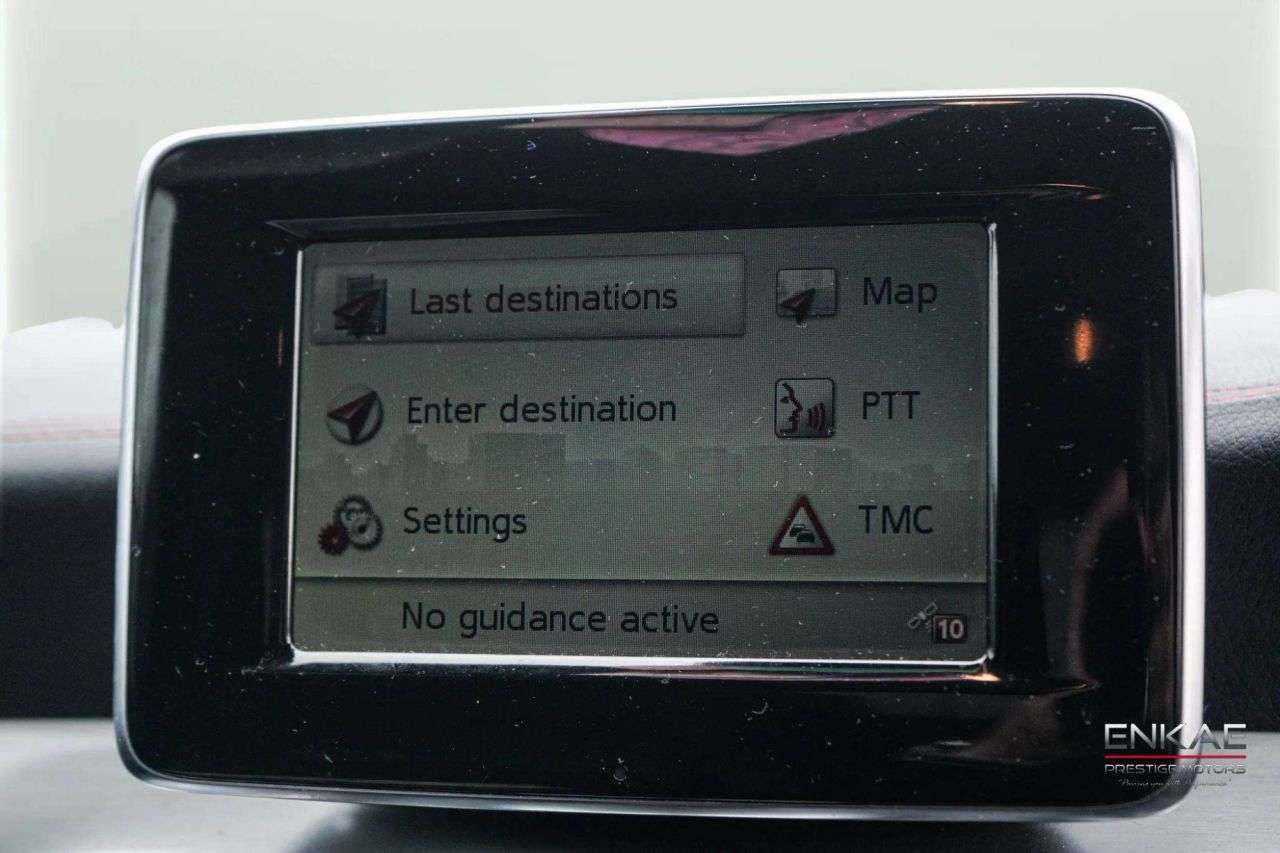 Last destinations
Map
Enter destination
PTT
Settings
TMC
No guidance active
10
ENKAE
PRESTIGE MOTORS